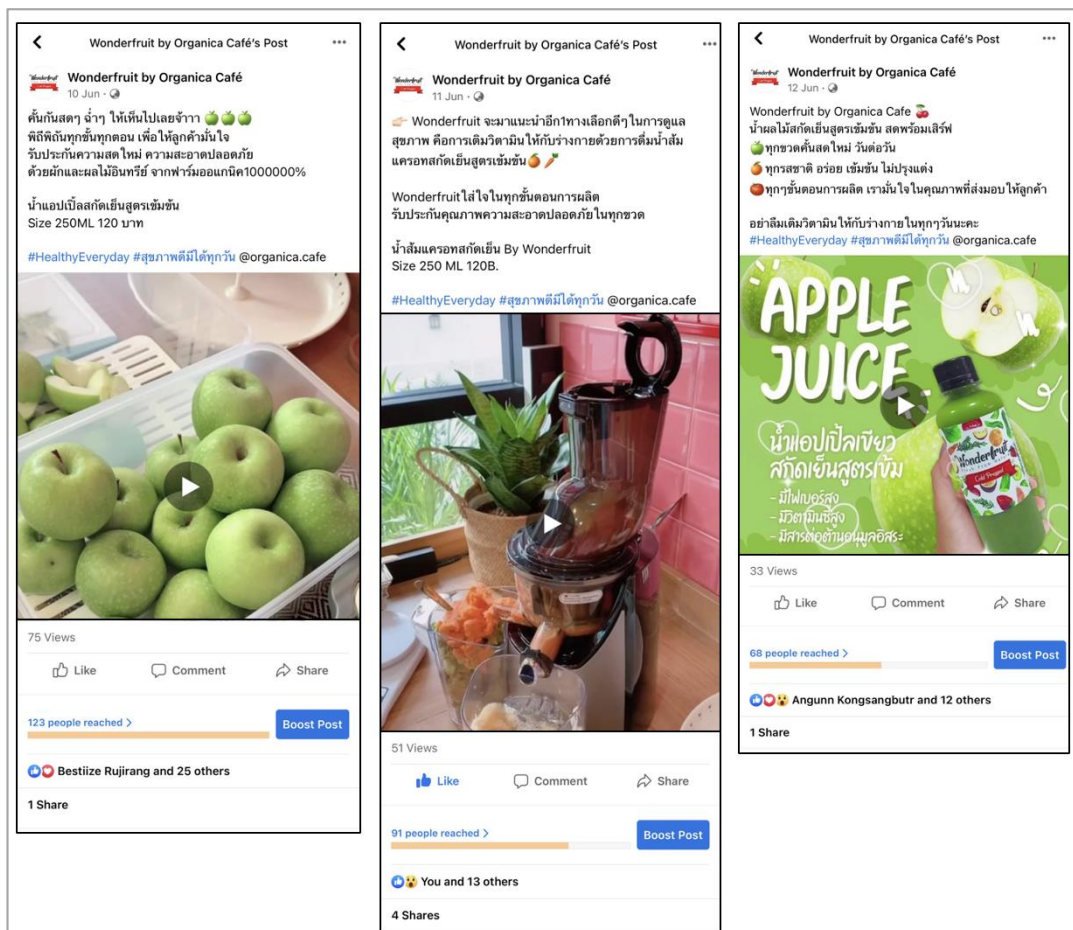 Wonderfruit by Organica Café's Post
Wonderfruit by Organica Café
10 Jun
คั้นกันสดๆ ฉ่ำๆ ให้เห็นไปเลยจ้าาา 🍏🍏🍏
พิถีพิถันทุกขั้นทุกตอน เพื่อให้ลูกค้ามั่นใจ
รับประกันความสดใหม่ ความสะอาดปลอดภัย
ด้วยผักและผลไม้อินทรีย์ จากฟาร์มออแกนิค1000000%
น้ำแอปเปิ้ลสกัดเย็นสูตรเข้มข้น
Size 250ML 120 บาท
#HealthyEveryday #สุขภาพดีมีได้ทุกวัน @organica.cafe
75 Views
Like Comment Share
123 people reached >
Boost Post
Bestiize Rujirang and 25 others
1 Share
Wonderfruit by Organica Café's Post
Wonderfruit by Organica Café
11 Jun
👉🏻 Wonderfruit จะมาแนะนำอีก1ทางเลือกดีๆในการดูแล
สุขภาพ คือการเติมวิตามินให้กับร่างกายด้วยการดื่มน้ำส้ม
แครอทสกัดเย็นสูตรเข้มข้น🍊🥕
Wonderfruitใส่ใจในทุกขั้นตอนการผลิต
รับประกันคุณภาพความสะอาดปลอดภัยในทุกขวด
น้ำส้มแครอทสกัดเย็น By Wonderfruit
Size 250 ML 120B.
#HealthyEveryday #สุขภาพดีมีได้ทุกวัน @organica.cafe
51 Views
Like Comment Share
91 people reached >
Boost Post
You and 13 others
4 Shares
Wonderfruit by Organica Café's Post
Wonderfruit by Organica Café
12 Jun
Wonderfruit by Organica Cafe 🍒
น้ำผลไม้สกัดเย็นสูตรเข้มข้น สดพร้อมเสิร์ฟ
🍏ทุกขวดคั้นสดใหม่ วันต่อวัน
🍊ทุกรสชาติ อร่อย เข้มข้น ไม่ปรุงแต่ง
🍅ทุกๆขั้นตอนการผลิต เรามั่นใจในคุณภาพที่ส่งมอบให้ลูกค้า
อย่าลืมเติมวิตามินให้กับร่างกายในทุกๆวันนะคะ
#HealthyEveryday #สุขภาพดีมีได้ทุกวัน @organica.cafe
APPLE
JUICE
น้ำแอปเปิ้ลเขียว
สกัดเย็นสูตรเข้ม
- มีไฟเบอร์สูง
- มีวิตามินซีสูง
- มีสารต่อต้านอนุมูลอิสระ
Wonderfruit
Cold Pressed
33 Views
Like Comment Share
68 people reached >
Boost Post
Angunn Kongsangbutr and 12 others
1 Share